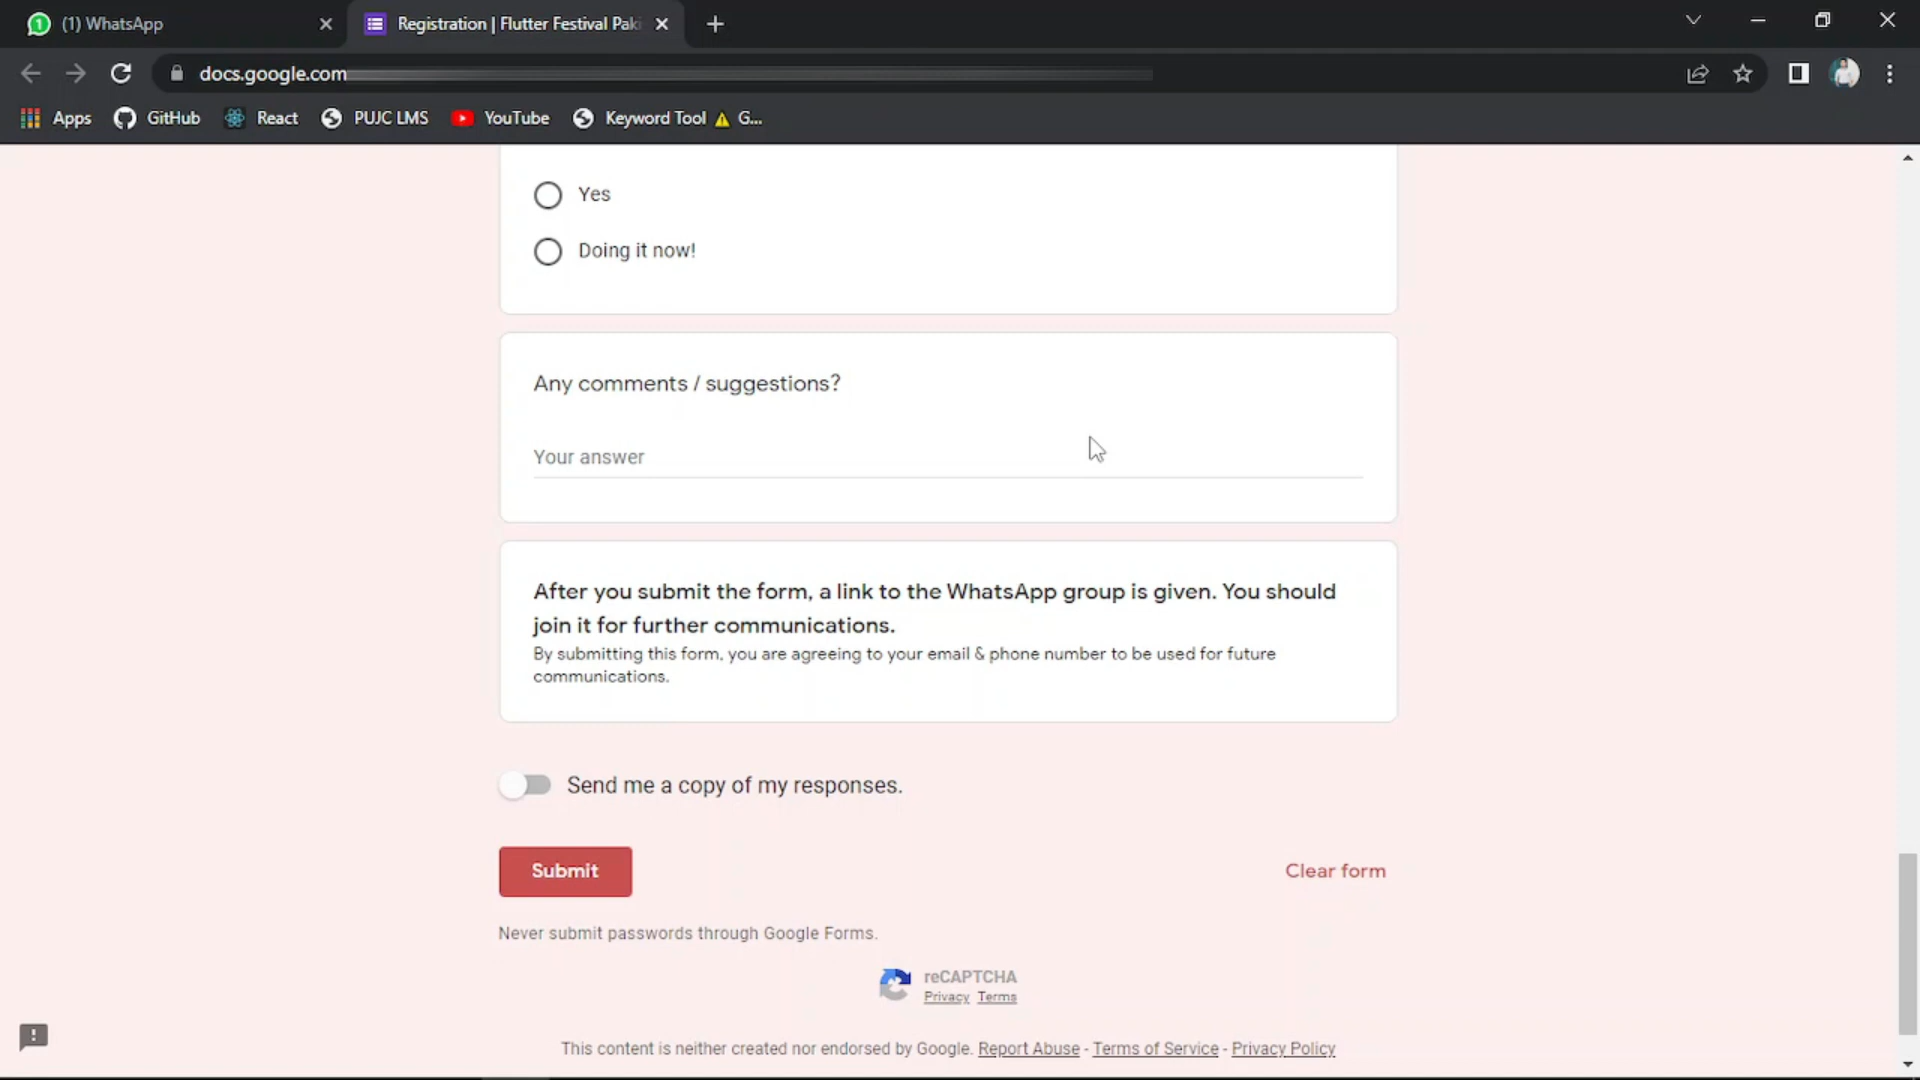 (1) WhatsApp
Registration | Flutter Festival Paki
docs.google.com
Apps GitHub React PUJC LMS YouTube Keyword Tool G...
Yes
Doing it now!
Any comments / suggestions?
Your answer
After you submit the form, a link to the WhatsApp group is given. You should
join it for further communications.
By submitting this form, you are agreeing to your email & phone number to be used for future
communications.
Send me a copy of my responses.
Submit
Clear form
Never submit passwords through Google Forms.
reCAPTCHA
Privacy Terms
This content is neither created nor endorsed by Google. Report Abuse - Terms of Service - Privacy Policy